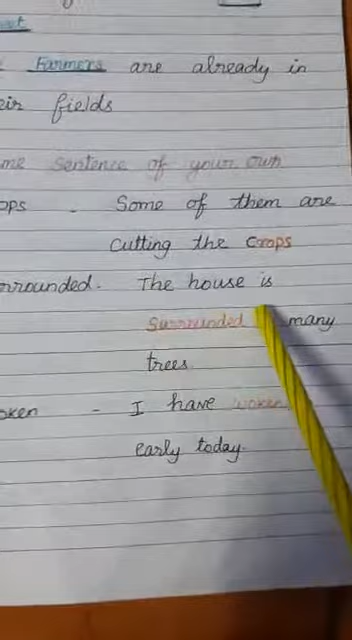 Farmers are already in
eir fields
me sentence of your own
ops - Some of them are
cutting the crops
rrounded. The house is
Surrounded many
trees.
oken - I have woken
early today.